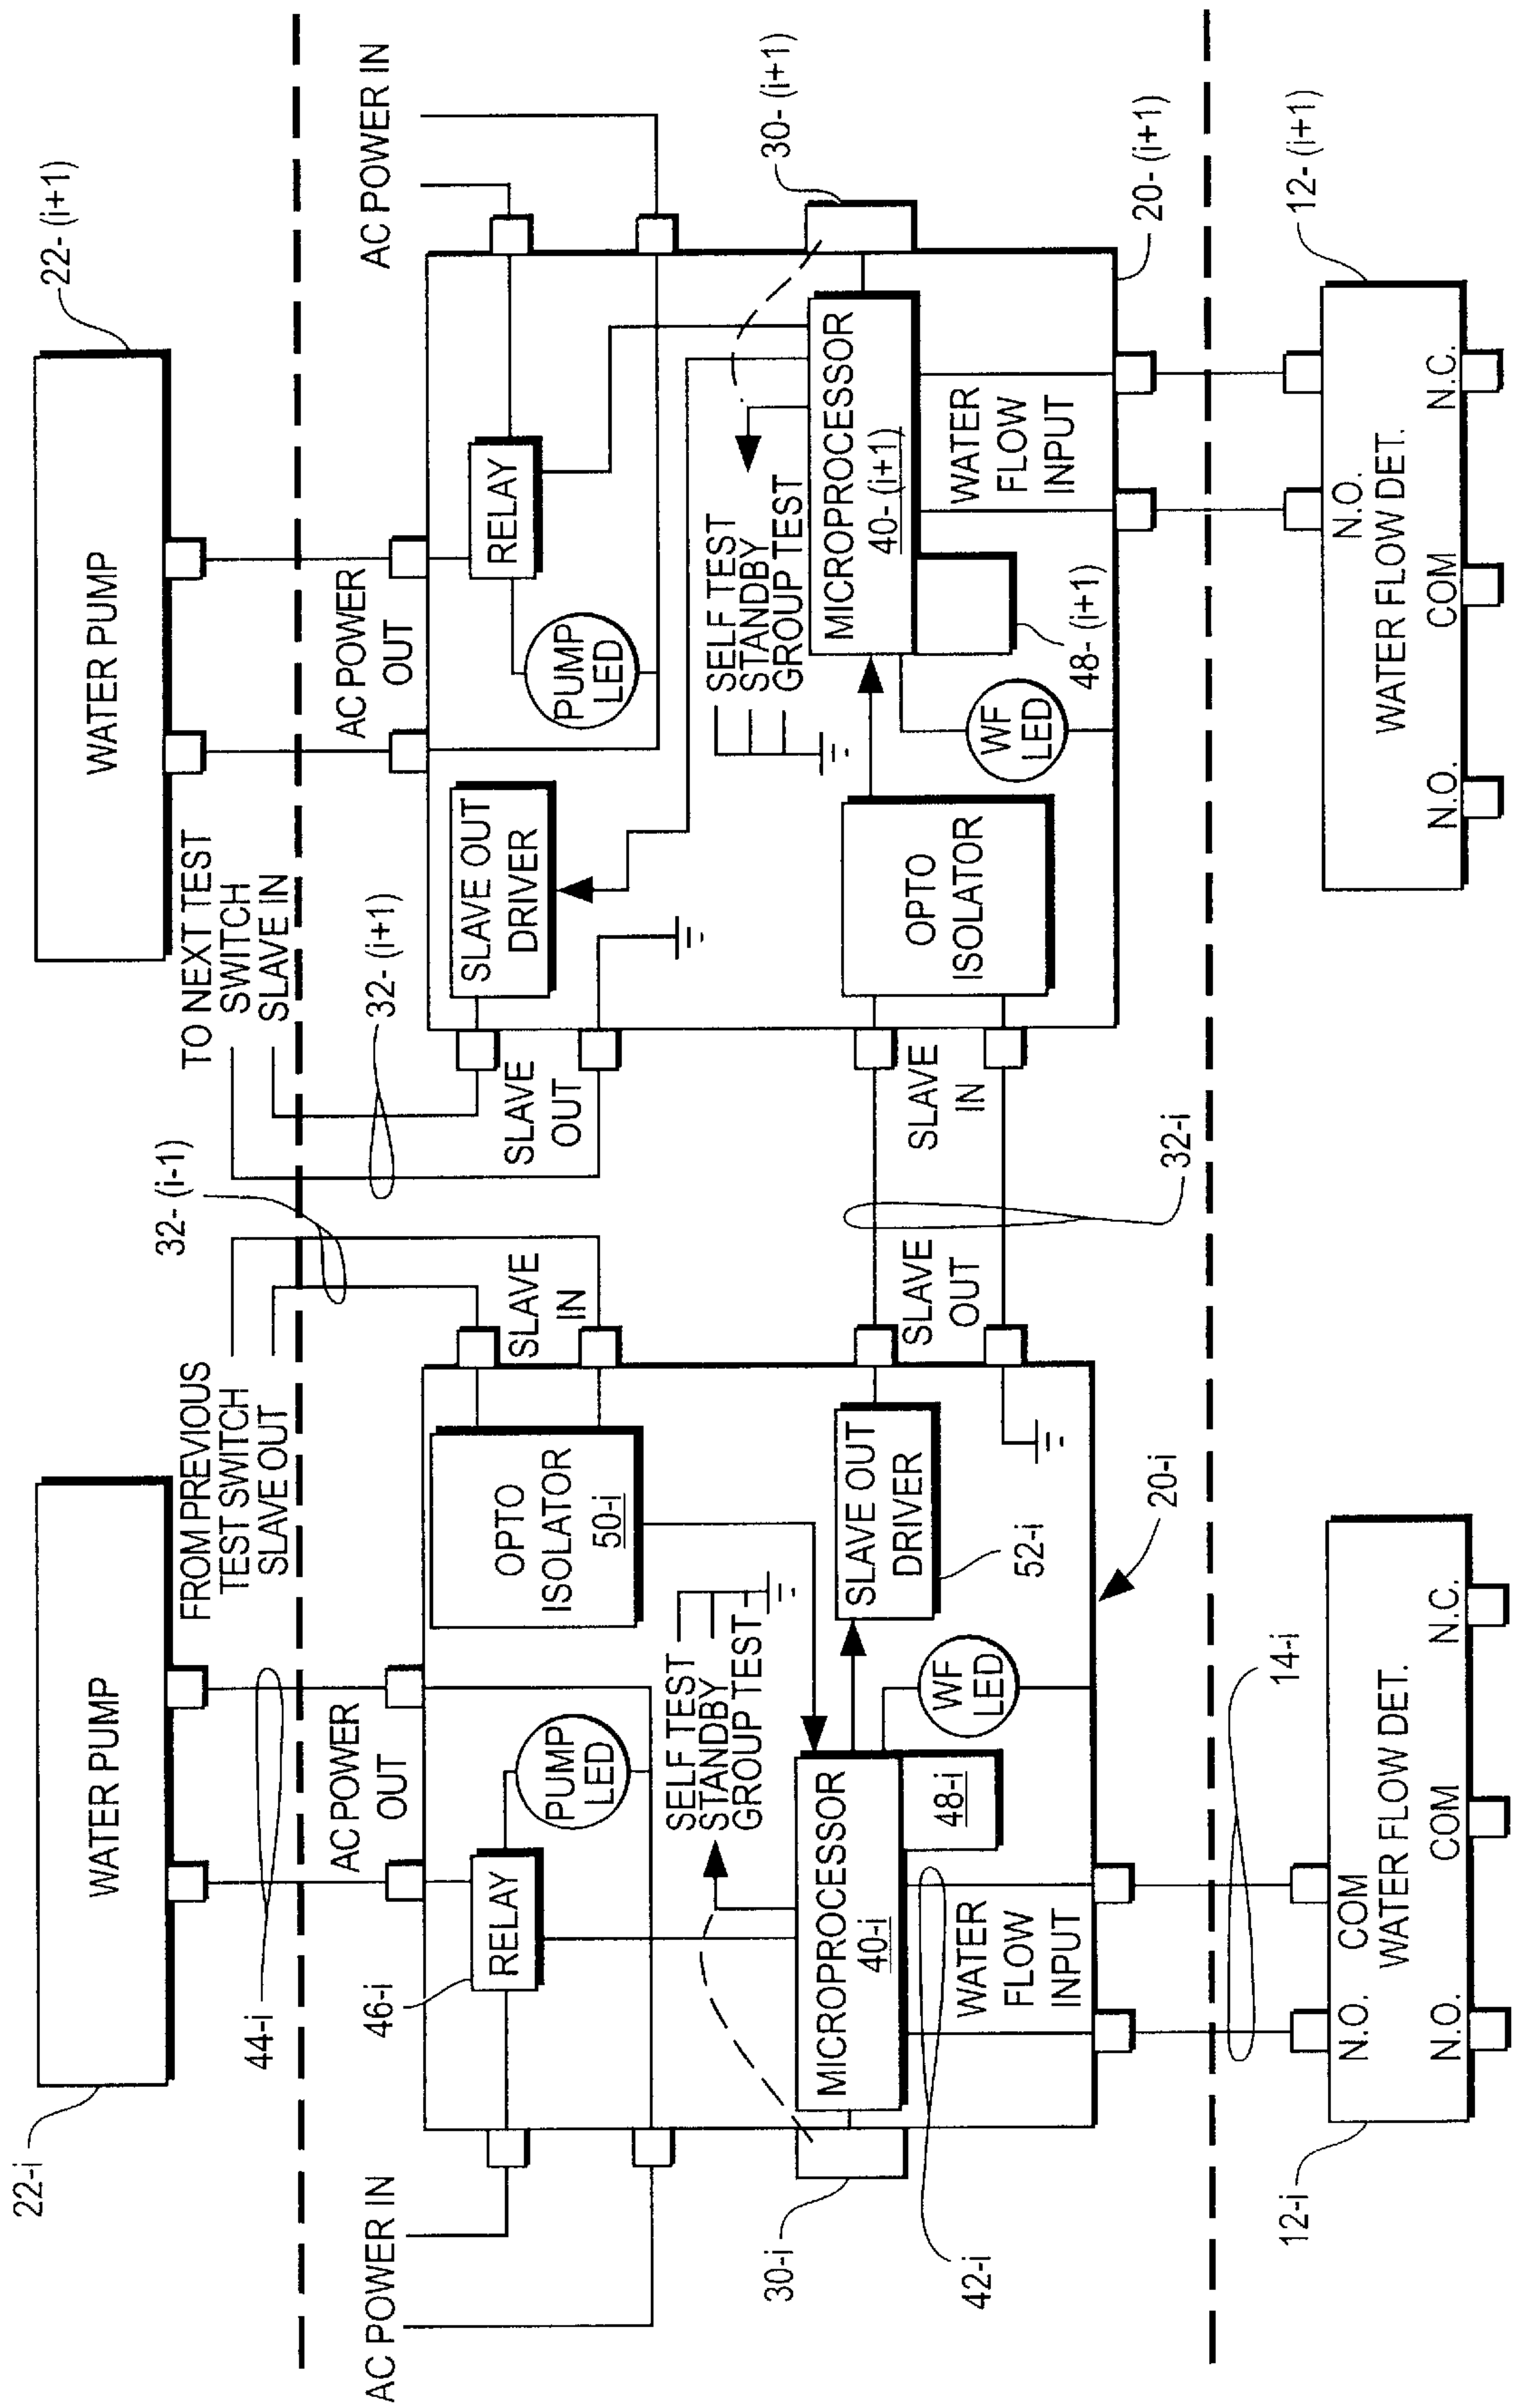 22-i
WATER PUMP
44-i
FROM PREVIOUS
TEST SWITCH
SLAVE OUT
32- (i-1)
AC POWER IN
AC POWER
OUT
46-i
RELAY
PUMP
LED
OPTO
ISOLATOR
50-i
SLAVE
IN
SELF TEST
STANDBY
GROUP TEST
30-i
MICROPROCESSOR
40-i
48-i
42-i
WATER
FLOW
INPUT
WF
LED
SLAVE OUT
DRIVER
52-i
SLAVE
OUT
20-i
32-i
14-i
12-i
N.O.
COM
WATER FLOW DET.
N.O.
COM
N.C.
22- (i+1)
WATER PUMP
TO NEXT TEST
SWITCH
SLAVE IN
32- (i+1)
AC POWER
OUT
AC POWER IN
SLAVE OUT
DRIVER
SLAVE
OUT
PUMP
LED
RELAY
SELF TEST
STANDBY
GROUP TEST
30- (i+1)
MICROPROCESSOR
40- (i+1)
48- (i+1)
SLAVE
IN
OPTO
ISOLATOR
WF
LED
WATER
FLOW
INPUT
20- (i+1)
12- (i+1)
N.O.
WATER FLOW DET.
N.O.
COM
N.C.